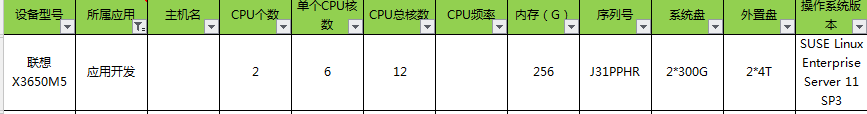 设备型号 所属应用 主机名 CPU个数 单个CPU核数 CPU总核数 CPU频率 内存（G） 序列号 系统盘 外置盘 操作系统版本
联想
X3650M5 应用开发 2 6 12 256 J31PPHR 2*300G 2*4T SUSE Linux
Enterprise
Server 11
SP3